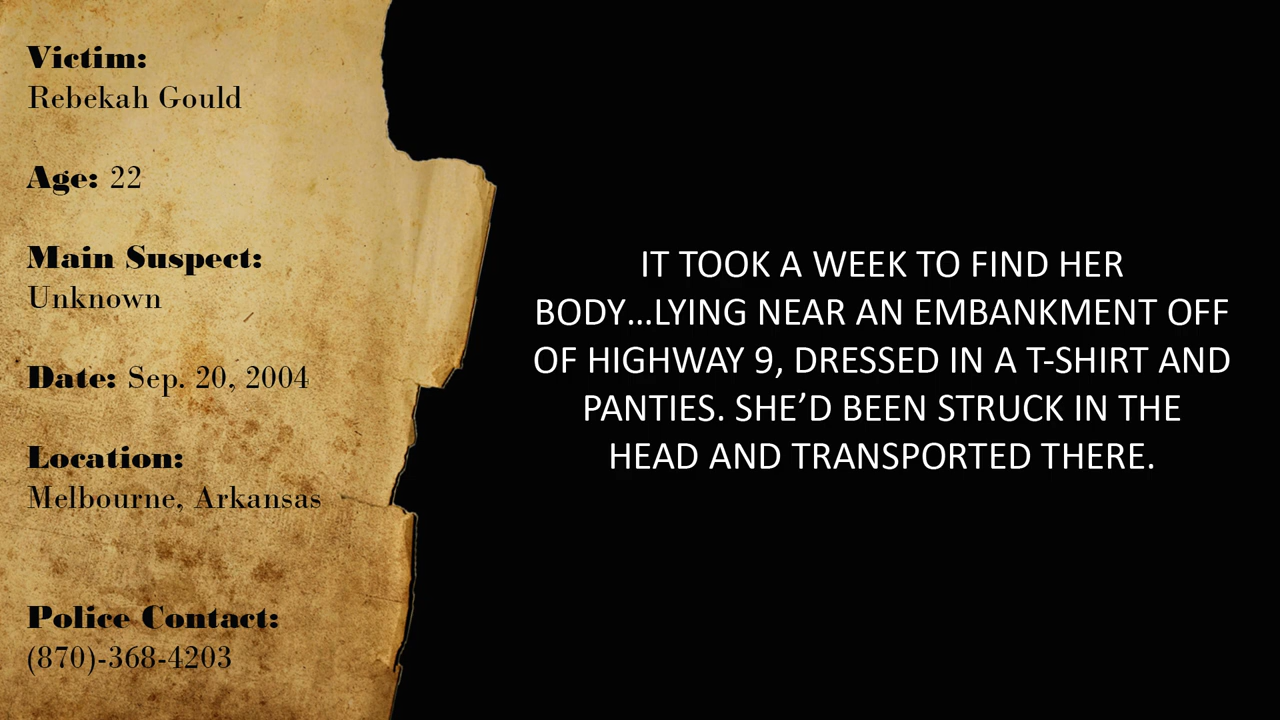 Victim:
Rebekah Gould
Age: 22
Main Suspect:
Unknown
Date: Sep. 20, 2004
Location:
Melbourne, Arkansas
Police Contact:
(870)-368-4203
IT TOOK A WEEK TO FIND HER
BODY...LYING NEAR AN EMBANKMENT OFF
OF HIGHWAY 9, DRESSED IN A T-SHIRT AND
PANTIES. SHE’D BEEN STRUCK IN THE
HEAD AND TRANSPORTED THERE.